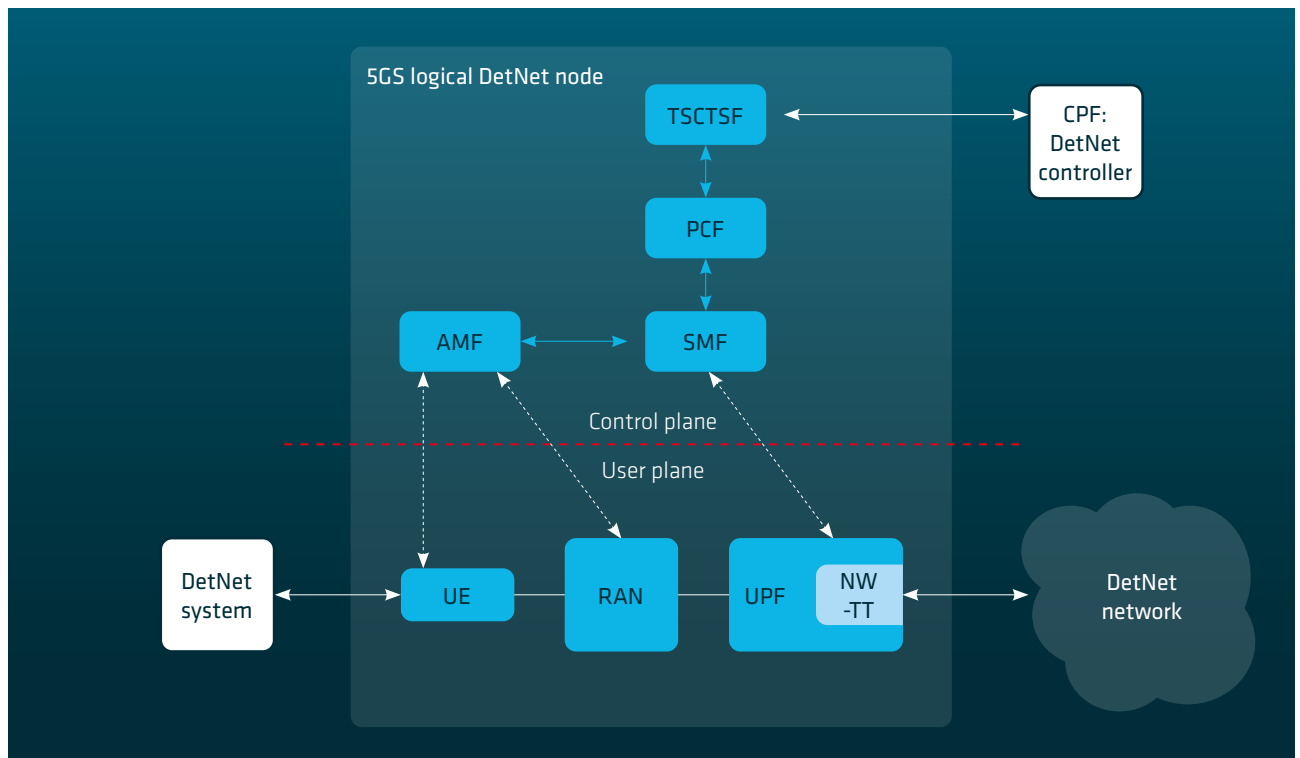 5GS logical DetNet node
TSCTSF
CPF:
DetNet
controller
PCF
AMF
SMF
Control plane
User plane
DetNet
system
UE
RAN
UPF
NW
-TT
DetNet
network